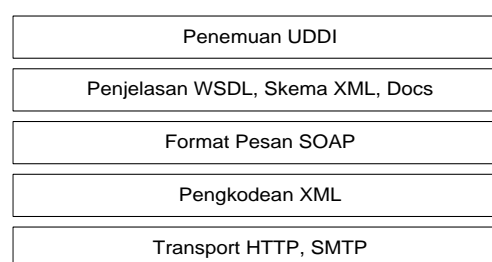 Penemuan UDDI
Penjelasan WSDL, Skema XML, Docs
Format Pesan SOAP
Pengkodean XML
Transport HTTP, SMTP